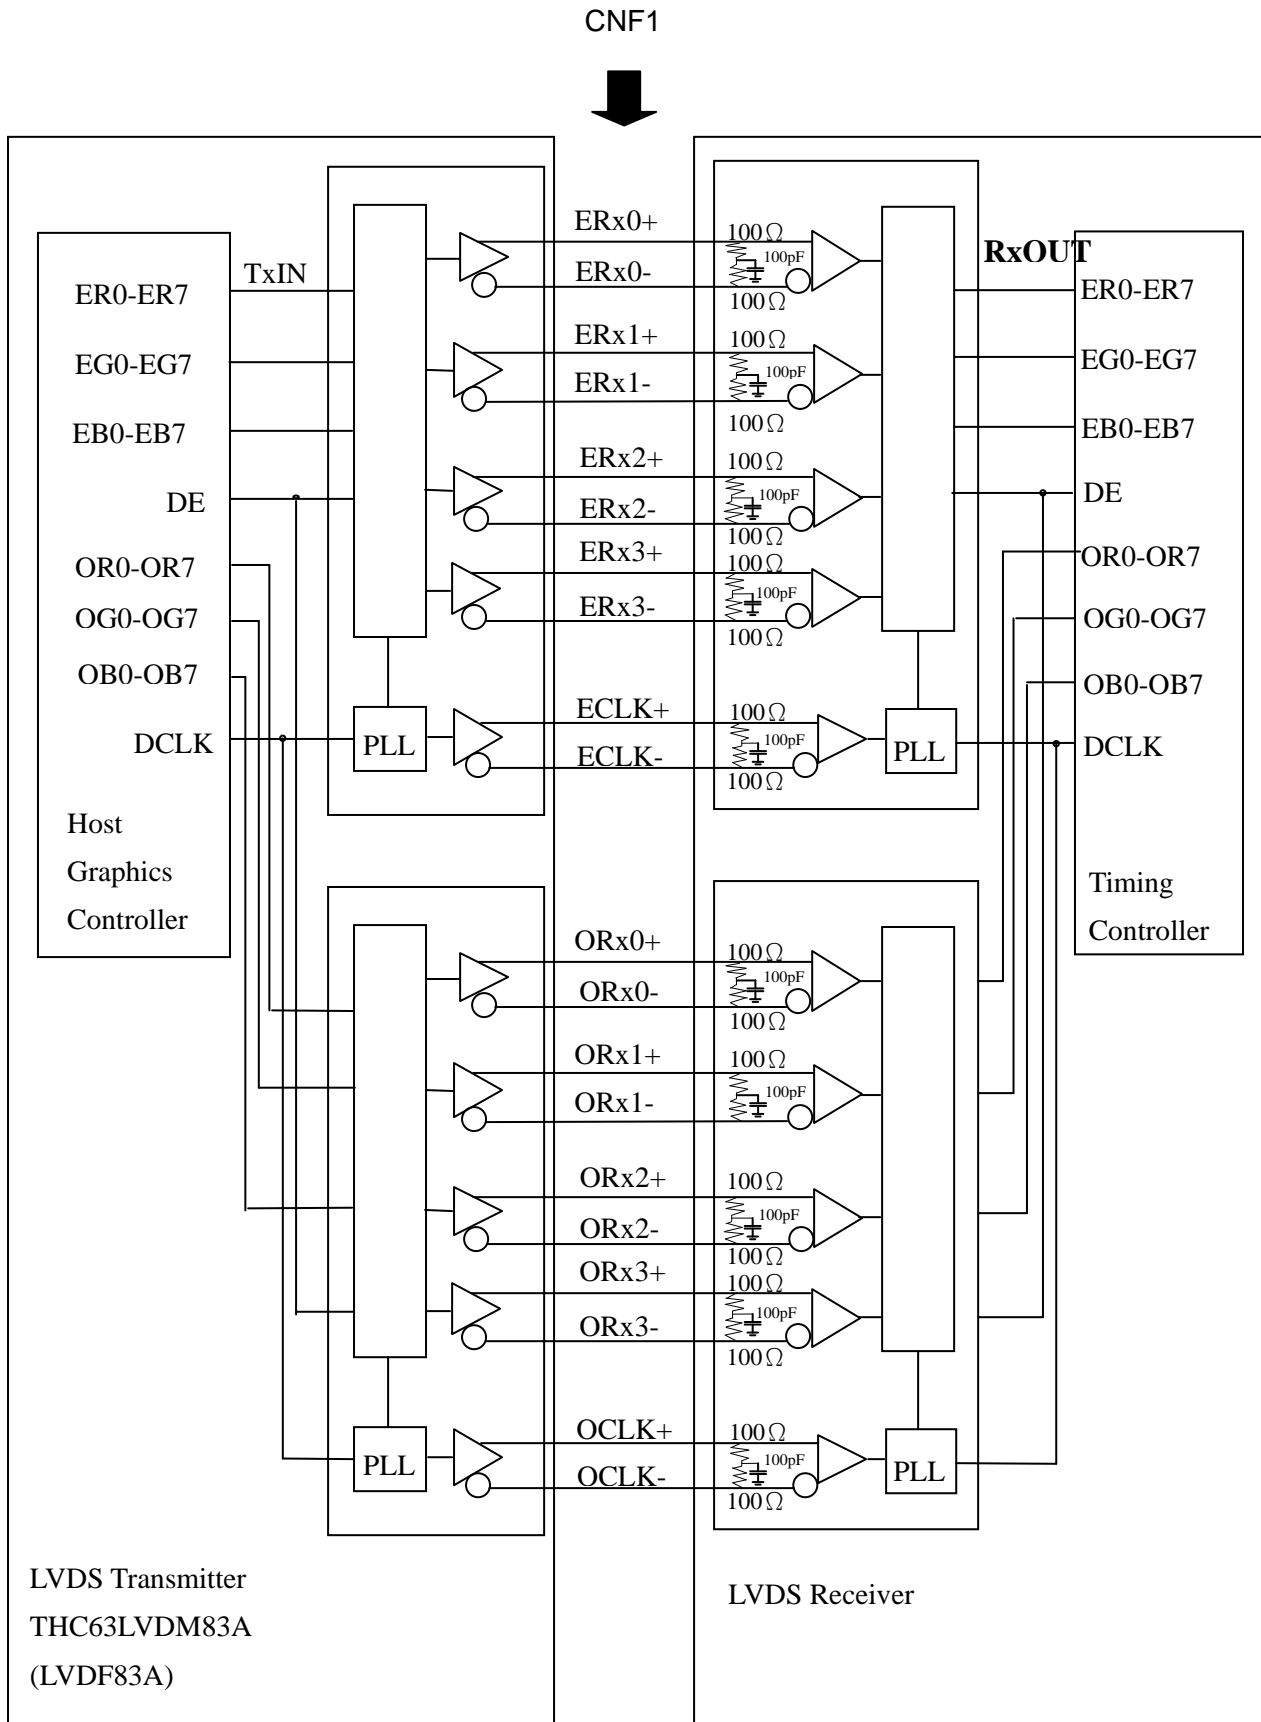 CNF1
TxIN
RxOUT
ER0-ER7
EG0-EG7
EB0-EB7
DE
OR0-OR7
OG0-OG7
OB0-OB7
DCLK
Host
Graphics
Controller
PLL
ERx0+
ERx0-
ERx1+
ERx1-
ERx2+
ERx2-
ERx3+
ERx3-
ECLK+
ECLK-
100Ω
100pF
100Ω
100Ω
100pF
100Ω
100Ω
100pF
100Ω
100Ω
100pF
100Ω
100Ω
100pF
100Ω
PLL
ER0-ER7
EG0-EG7
EB0-EB7
DE
OR0-OR7
OG0-OG7
OB0-OB7
DCLK
Timing
Controller
PLL
ORx0+
ORx0-
ORx1+
ORx1-
ORx2+
ORx2-
ORx3+
ORx3-
OCLK+
OCLK-
100Ω
100pF
100Ω
100Ω
100pF
100Ω
100pF
100Ω
100Ω
100pF
100Ω
100Ω
100pF
100Ω
PLL
LVDS Transmitter
THC63LVDM83A
(LVDF83A)
LVDS Receiver